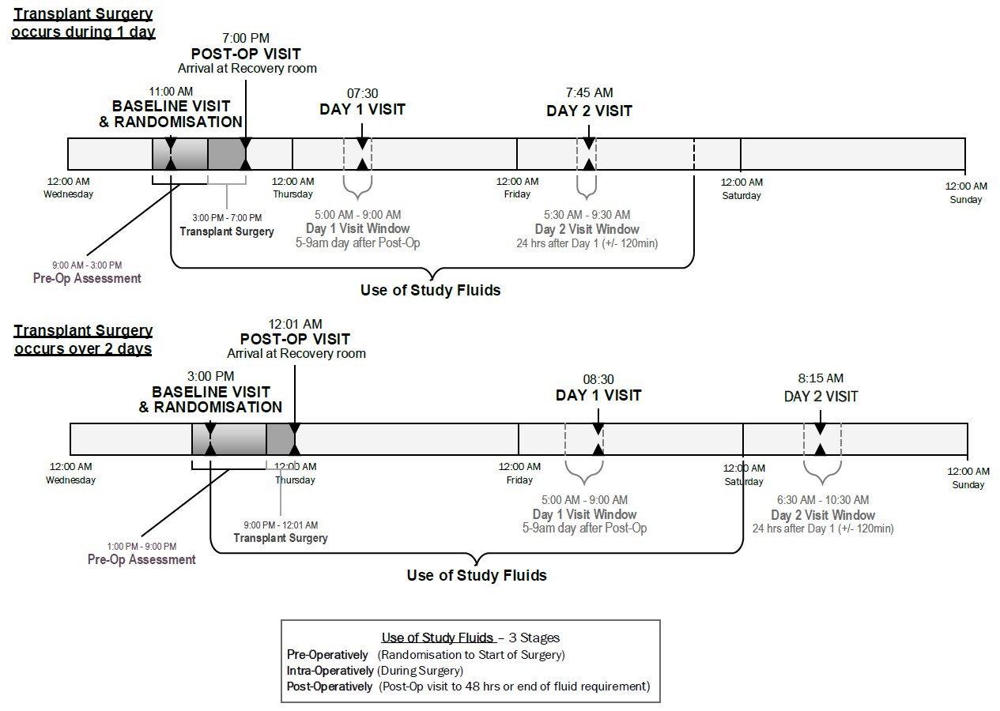 Transplant Surgery
occurs during 1 day
7:00 PM
POST-OP VISIT
Arrival at Recovery room
11:00 AM
BASELINE VISIT
& RANDOMISATION
07:30
DAY 1 VISIT
7:45 AM
DAY 2 VISIT
12:00 AM
Wednesday
12:00 AM
Thursday
12:00 AM
Friday
12:00 AM
Saturday
12:00 AM
Sunday
3:00 PM - 7:00 PM
Transplant Surgery
5:00 AM - 9:00 AM
Day 1 Visit Window
5-9am day after Post-Op
5:30 AM - 9:30 AM
Day 2 Visit Window
24 hrs after Day 1 (+/- 120min)
9:00 AM - 3:00 PM
Pre-Op Assessment
Use of Study Fluids
Transplant Surgery
occurs over 2 days
12:01 AM
POST-OP VISIT
Arrival at Recovery room
3:00 PM
BASELINE VISIT
& RANDOMISATION
08:30
DAY 1 VISIT
8:15 AM
DAY 2 VISIT
12:00 AM
Wednesday
12:00 AM
Thursday
12:00 AM
Friday
12:00 AM
Saturday
12:00 AM
Sunday
9:00 PM - 12:01 AM
Transplant Surgery
5:00 AM - 9:00 AM
Day 1 Visit Window
5-9am day after Post-Op
6:30 AM - 10:30 AM
Day 2 Visit Window
24 hrs after Day 1 (+/- 120min)
1:00 PM - 9:00 PM
Pre-Op Assessment
Use of Study Fluids
Use of Study Fluids – 3 Stages
Pre-Operatively (Randomisation to Start of Surgery)
Intra-Operatively (During Surgery)
Post-Operatively (Post-Op visit to 48 hrs or end of fluid requirement)